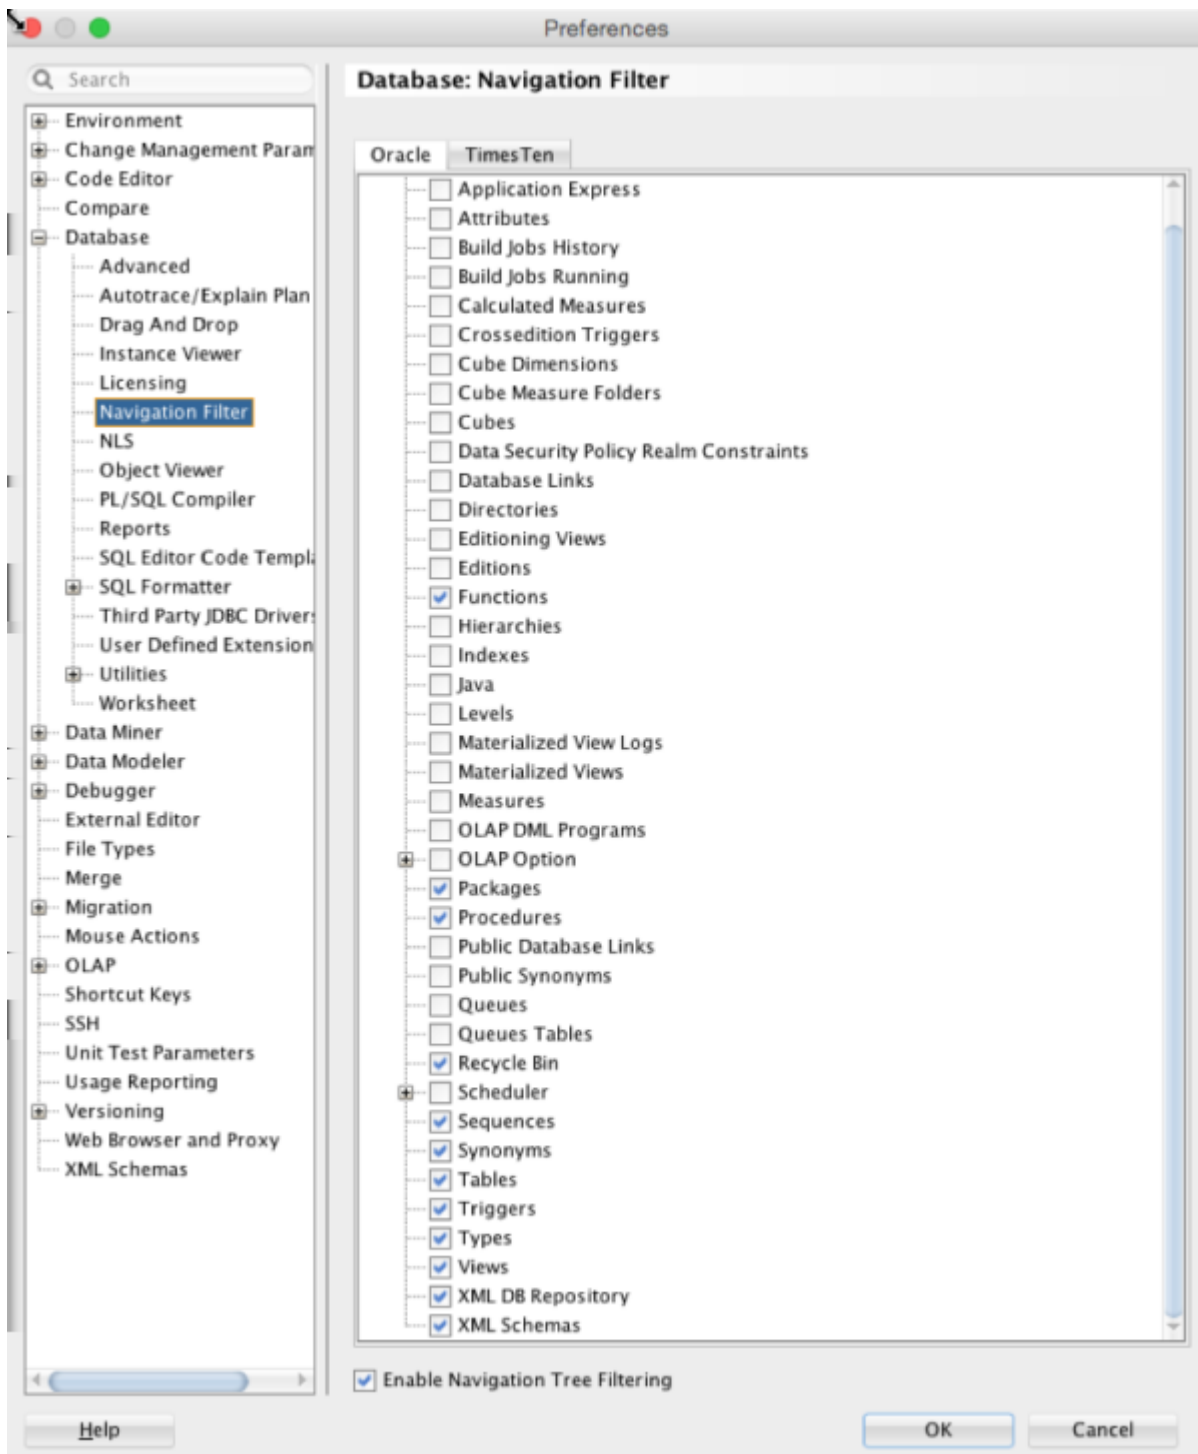 Preferences
Search
Environment
Change Management Param
Code Editor
Compare
Database
Advanced
Autotrace/Explain Plan
Drag And Drop
Instance Viewer
Licensing
Navigation Filter
NLS
Object Viewer
PL/SQL Compiler
Reports
SQL Editor Code Templa
SQL Formatter
Third Party JDBC Drivers
User Defined Extension
Utilities
Worksheet
Data Miner
Data Modeler
Debugger
External Editor
File Types
Merge
Migration
Mouse Actions
OLAP
Shortcut Keys
SSH
Unit Test Parameters
Usage Reporting
Versioning
Web Browser and Proxy
XML Schemas
Database: Navigation Filter
Oracle TimesTen
Application Express
Attributes
Build Jobs History
Build Jobs Running
Calculated Measures
Crossedition Triggers
Cube Dimensions
Cube Measure Folders
Cubes
Data Security Policy Realm Constraints
Database Links
Directories
Editioning Views
Editions
Functions
Hierarchies
Indexes
Java
Levels
Materialized View Logs
Materialized Views
Measures
OLAP DML Programs
OLAP Option
Packages
Procedures
Public Database Links
Public Synonyms
Queues
Queues Tables
Recycle Bin
Scheduler
Sequences
Synonyms
Tables
Triggers
Types
Views
XML DB Repository
XML Schemas
Enable Navigation Tree Filtering
Help OK Cancel